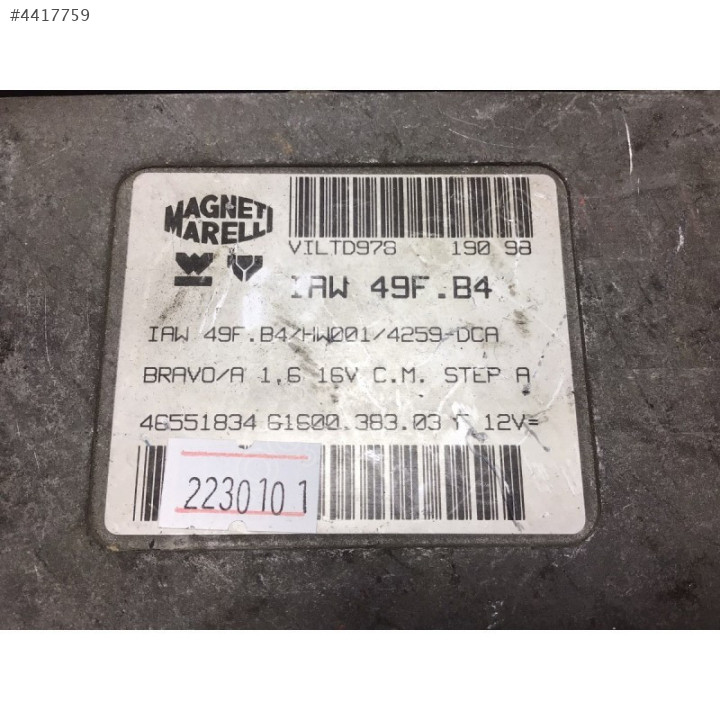 #4417759
MAGNETI
MARELLI
VILTD978 190 98
IAW 49F.B4
IAW 49F.B4/HW001/4259-DCA
BRAVO/A 1,6 16V C.M. STEP A
46551834 61600.383.03 12V=
2230101